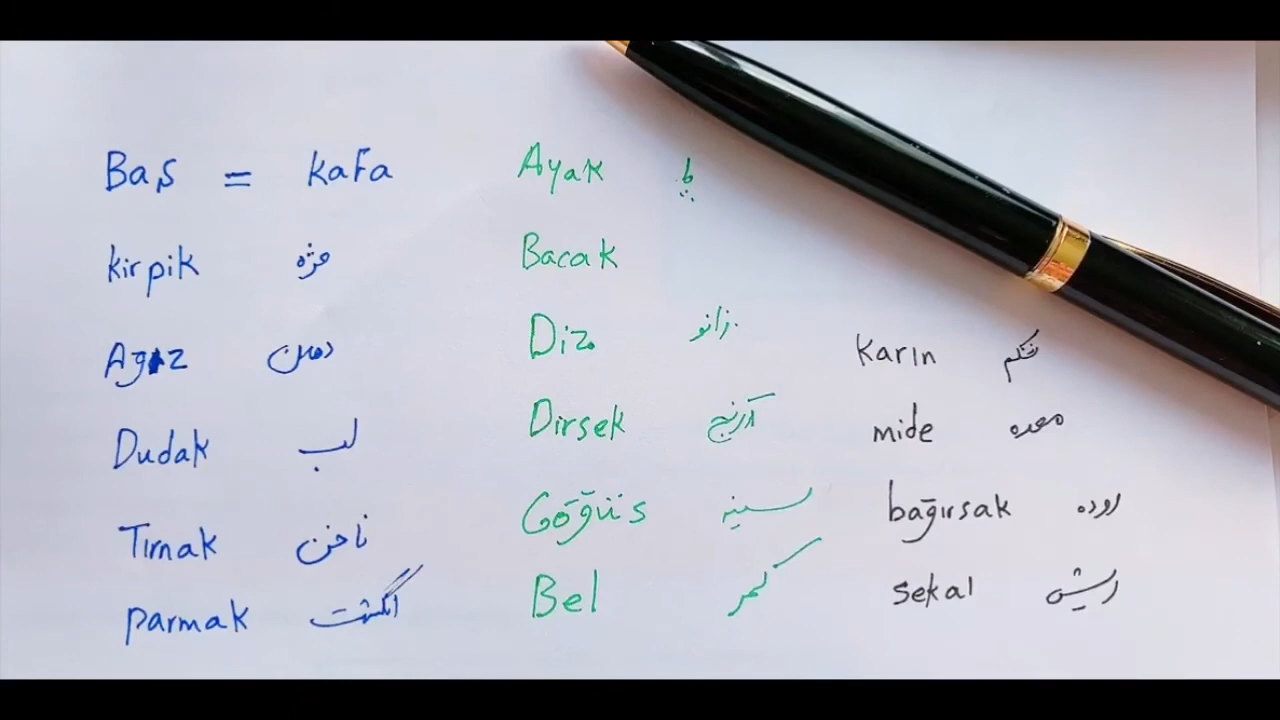 Baş = kafa
kirpik مژه
Ağız دهن
Dudak لب
Tırnak ناخن
parmak انگشت
Ayak پا
Bacak
Diz زانو
Dirsek آرنج
Göğüs سینه
Bel کمر
karın شکم
mide معده
bağırsak روده
sekal ریش